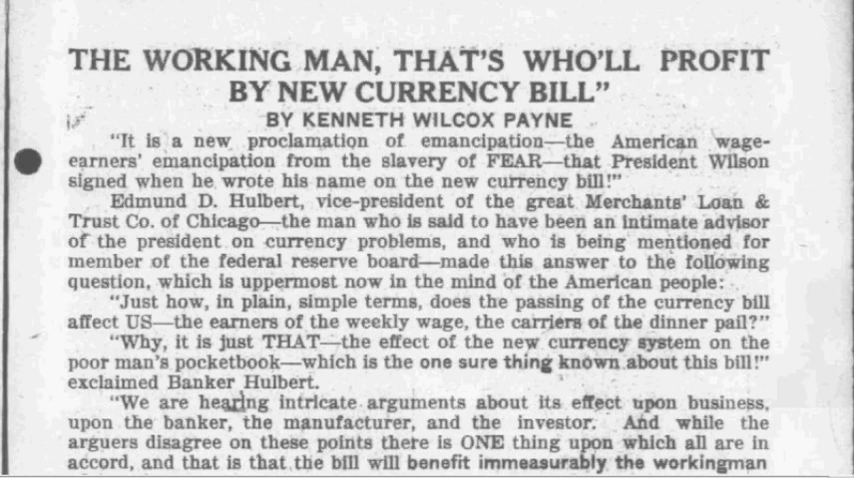 THE WORKING MAN, THAT'S WHO'LL PROFIT
BY NEW CURRENCY BILL"
BY KENNETH WILCOX PAYNE
"It is a new proclamation of emancipation—the American wage-
earners' emancipation from the slavery of FEAR—that President Wilson
signed when he wrote his name on the new currency bill!"
Edmund D. Hulbert, vice-president of the great Merchants' Loan &
Trust Co. of Chicago—the man who is said to have been an intimate advisor
of the president on currency problems, and who is being mentioned for
member of the federal reserve board—made this answer to the following
question, which is uppermost now in the mind of the American people:
"Just how, in plain, simple terms, does the passing of the currency bill
affect US—the earners of the weekly wage, the carriers of the dinner pail?"
"Why, it is just THAT—the effect of the new currency system on the
poor man's pocketbook—which is the one sure thing known about this bill!"
exclaimed Banker Hulbert.
"We are hearing intricate arguments about its effect upon business,
upon the banker, the manufacturer, and the investor. And while the
arguers disagree on these points there is ONE thing upon which all are in
accord, and that is that the bill will benefit immeasurably the workingman